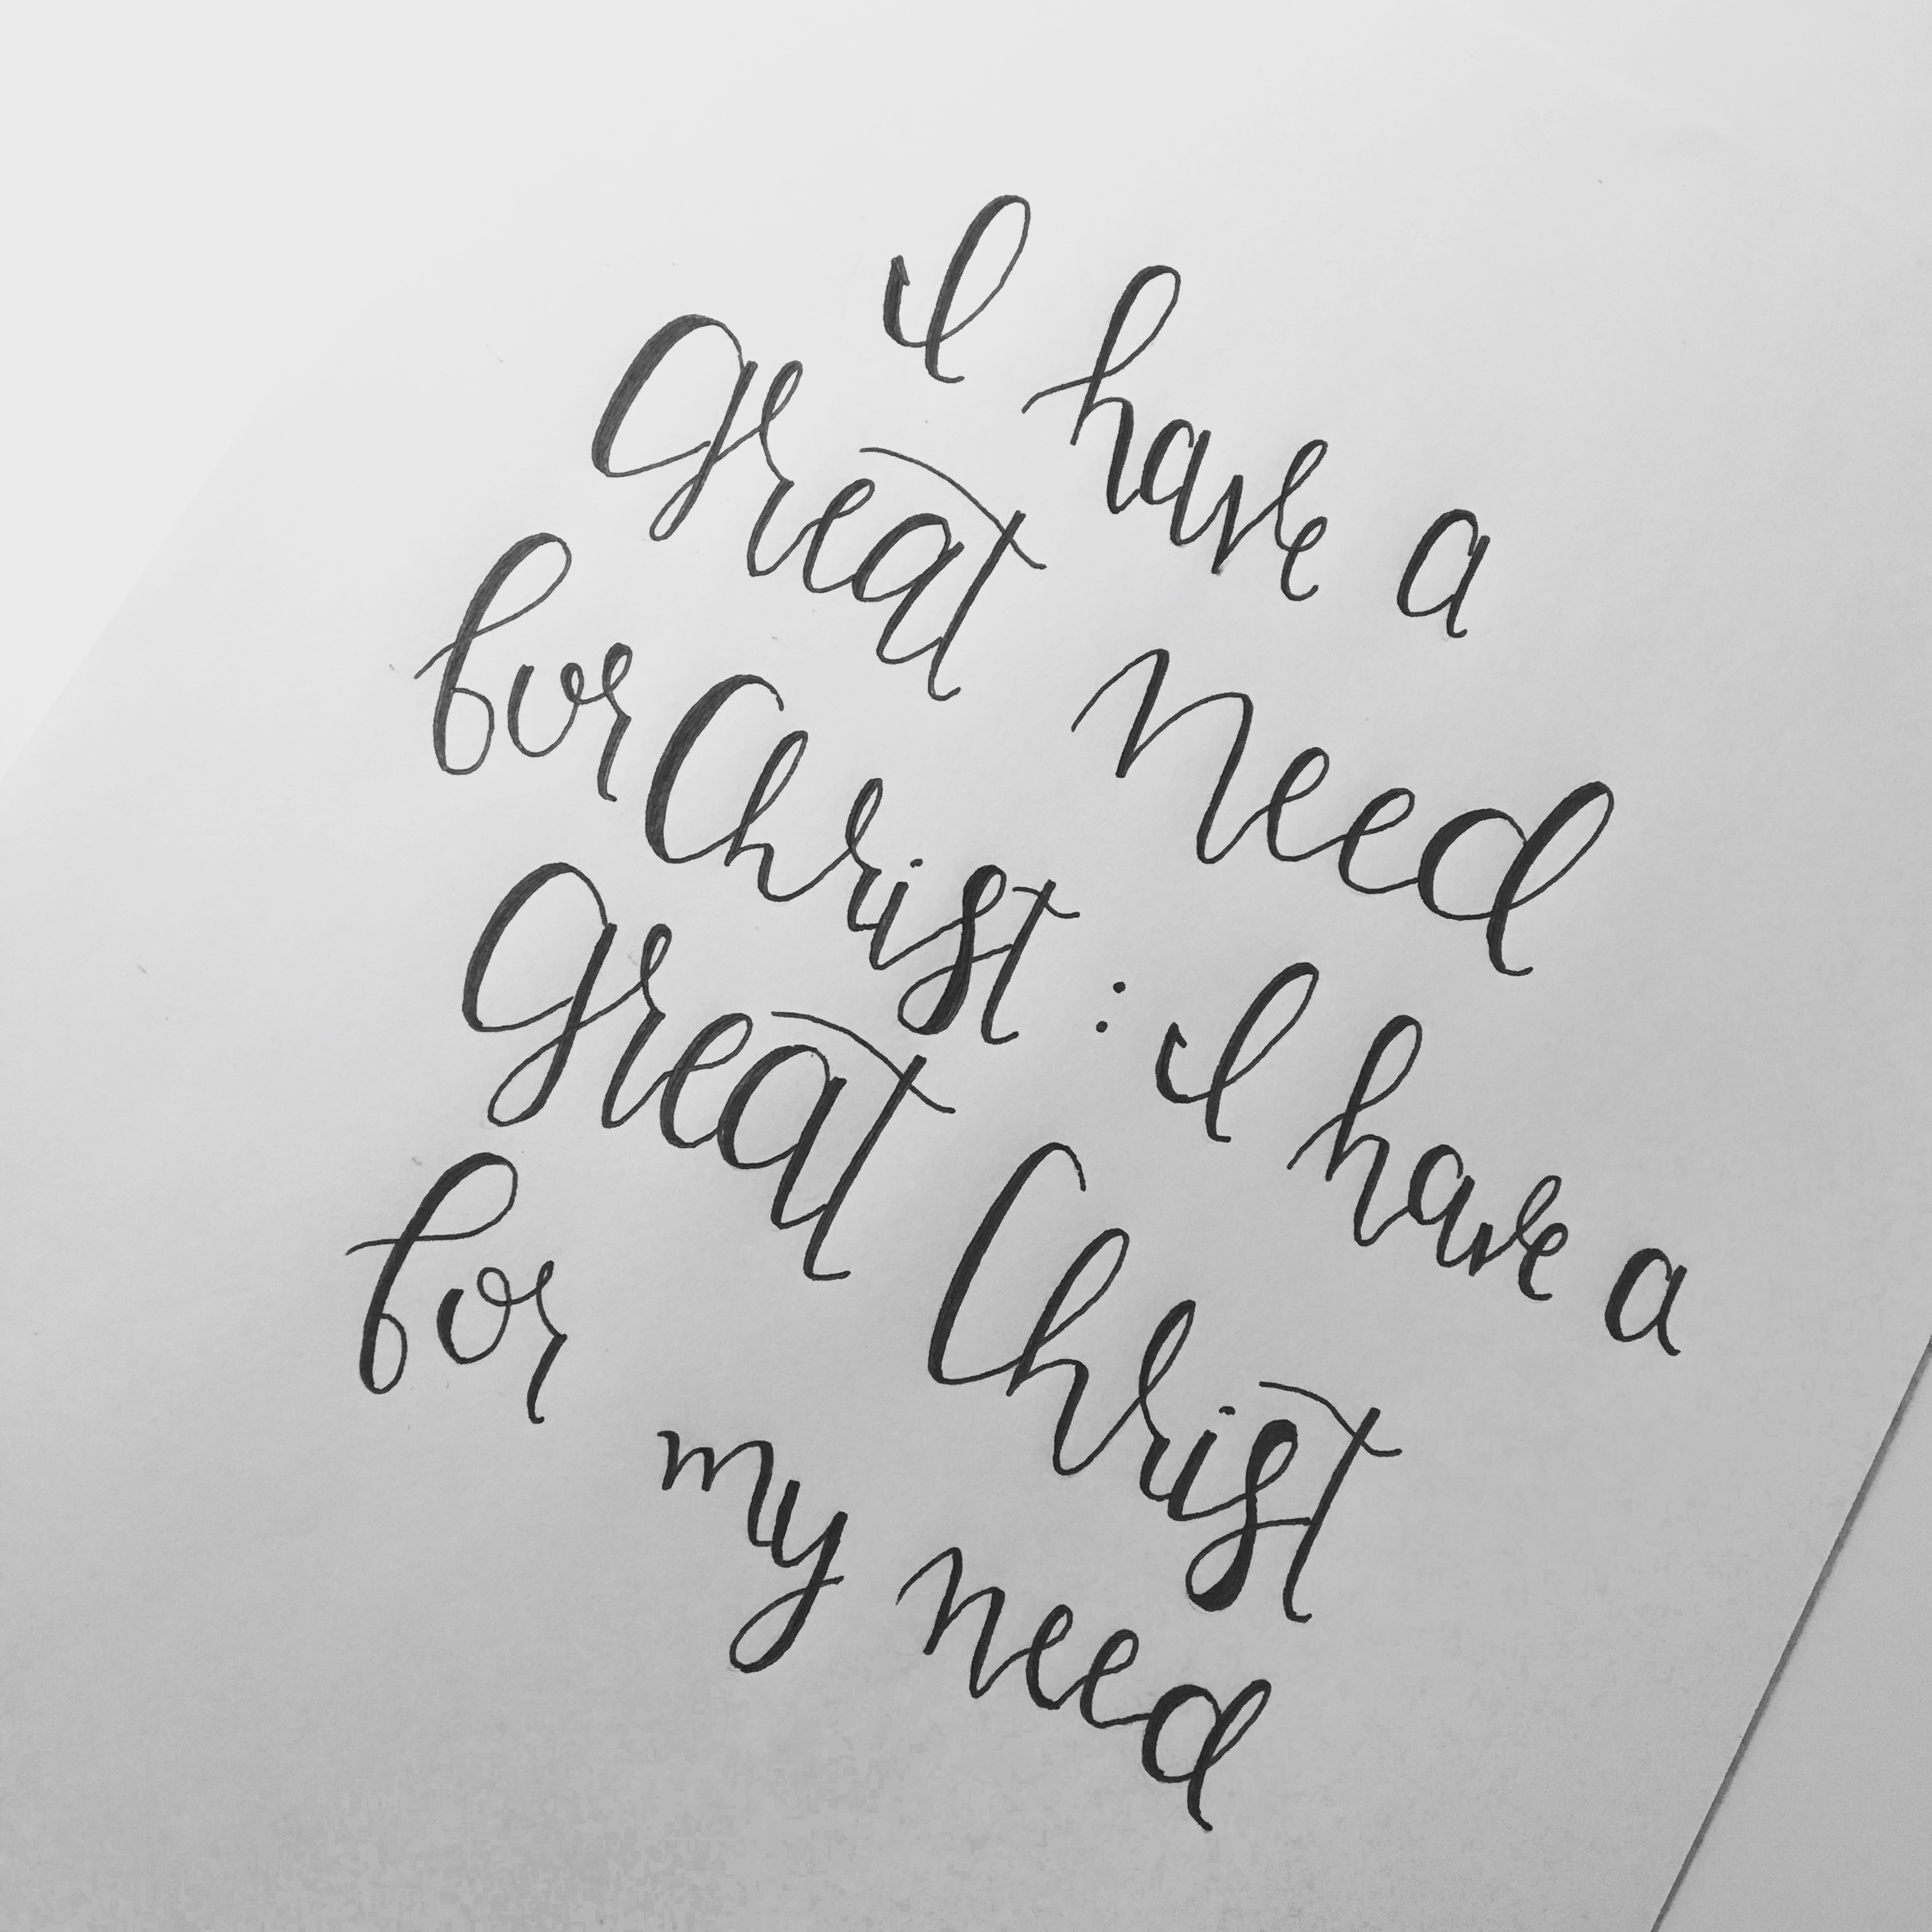 I have a
great need
for Christ: I have a
great Christ
for my need